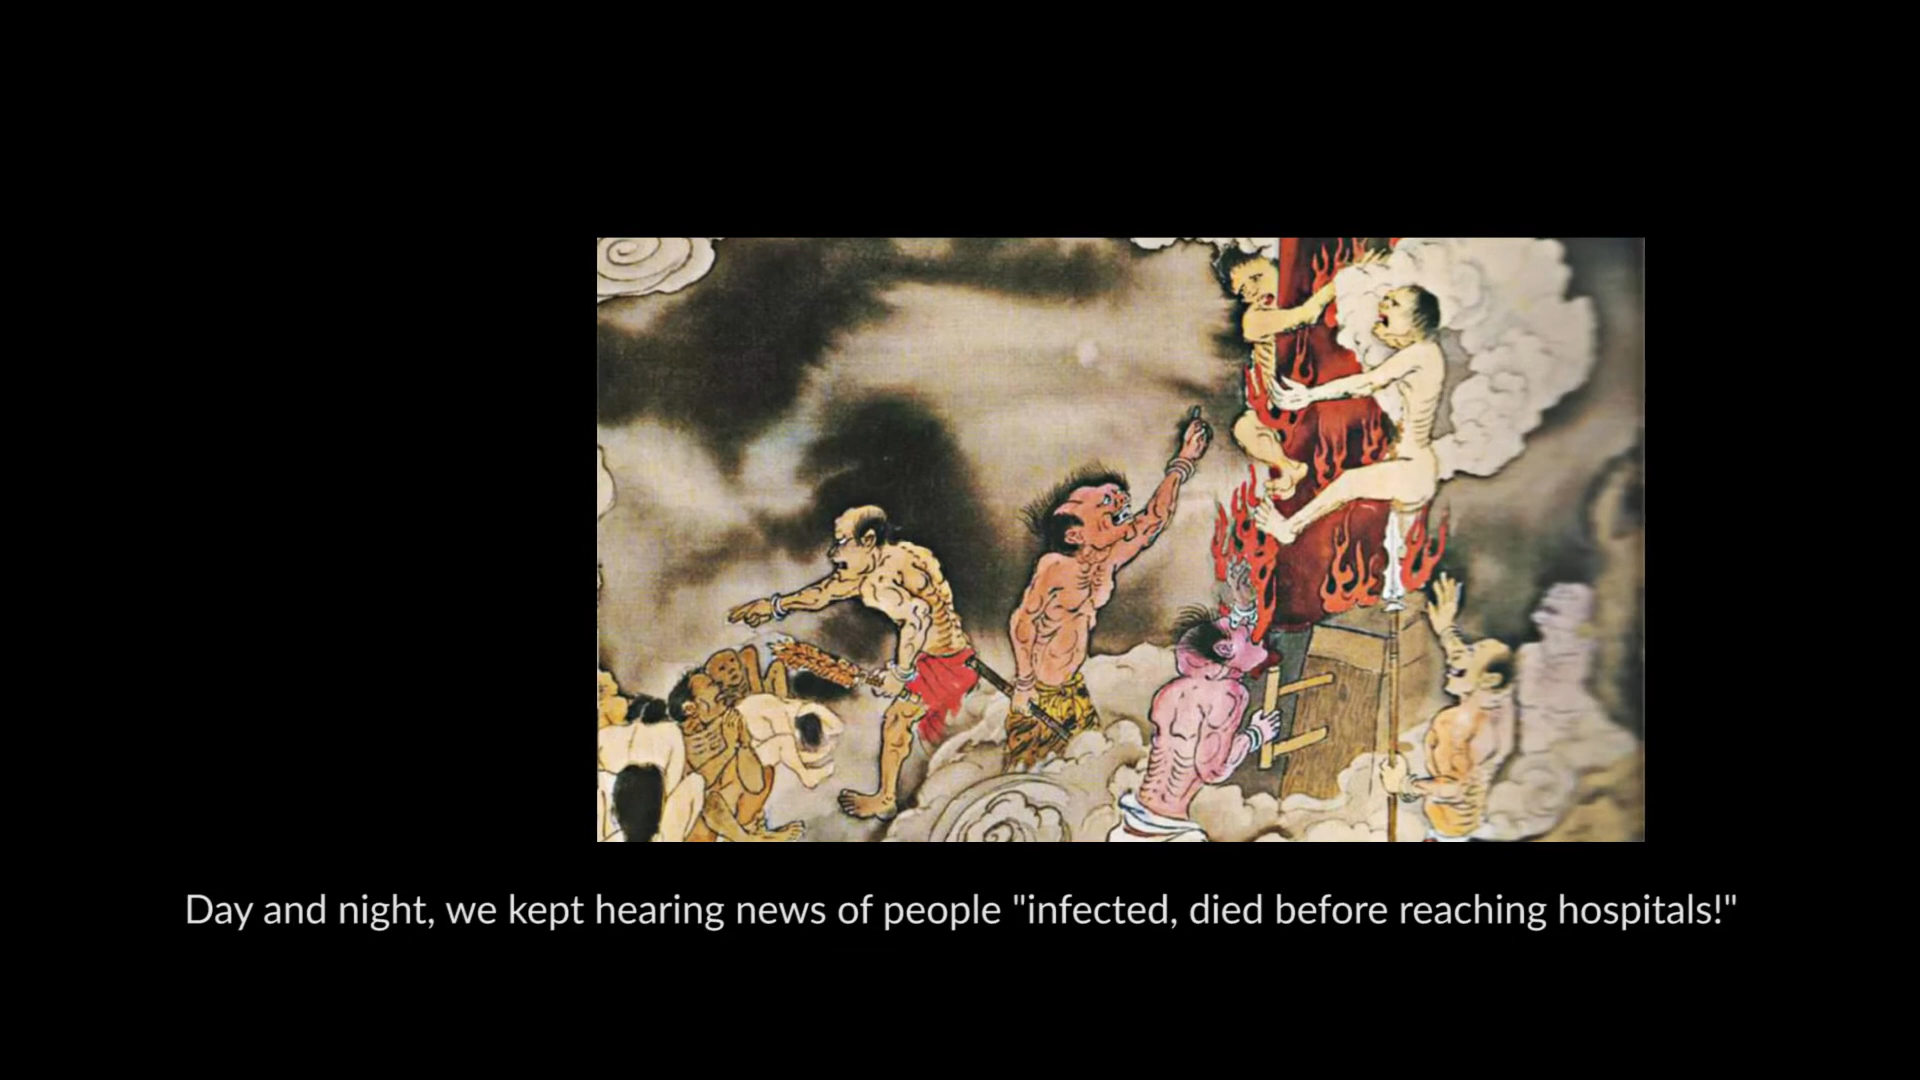 Day and night, we kept hearing news of people "infected, died before reaching hospitals!"